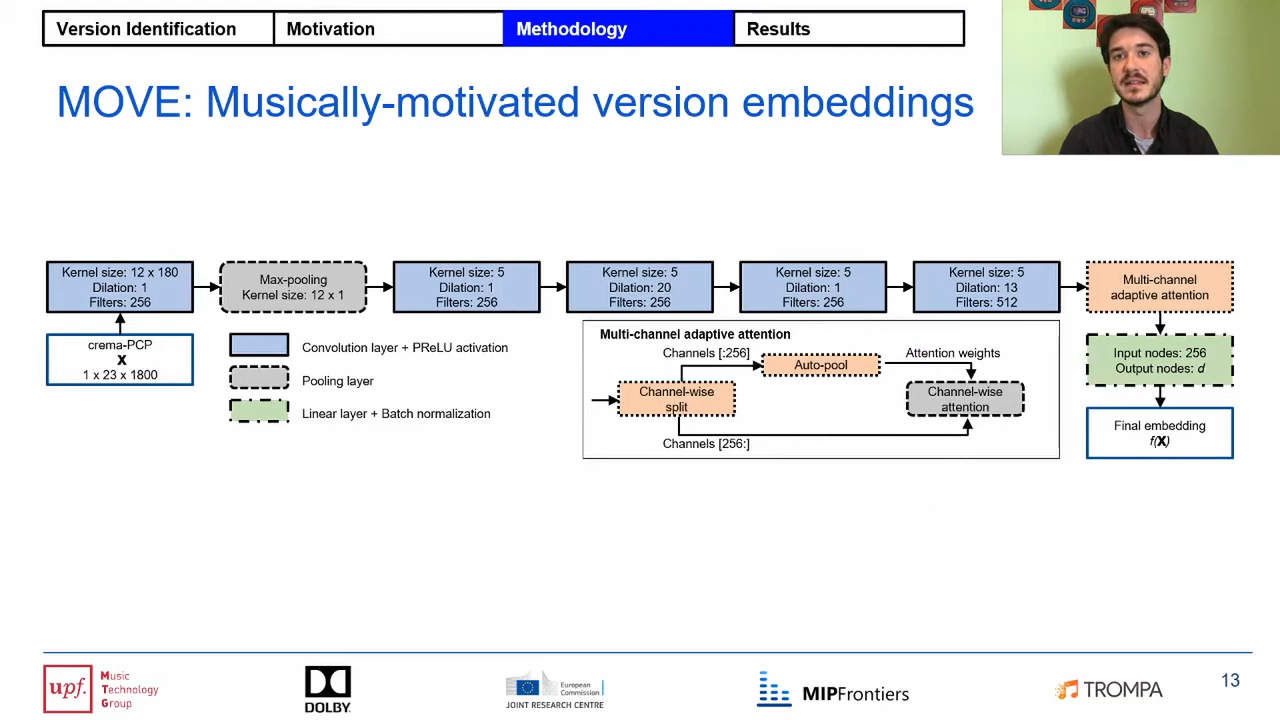 Version Identification
Motivation
Methodology
Results
MOVE: Musically-motivated version embeddings
Kernel size: 12 x 180
Dilation: 1
Filters: 256
Max-pooling
Kernel size: 12 x 1
Kernel size: 5
Dilation: 1
Filters: 256
Kernel size: 5
Dilation: 20
Filters: 256
Kernel size: 5
Dilation: 1
Filters: 256
Kernel size: 5
Dilation: 13
Filters: 512
Multi-channel
adaptive attention
crema-PCP
X
1 x 23 x 1800
Convolution layer + PReLU activation
Pooling layer
Linear layer + Batch normalization
Multi-channel adaptive attention
Channels [:256]
Auto-pool
Attention weights
Channel-wise
split
Channel-wise
attention
Channels [256:]
Input nodes: 256
Output nodes: d
Final embedding
f(X)
upf.
Music
Technology
Group
DOLBY.
European
Commission
JOINT RESEARCH CENTRE
MIPFrontiers
TROMPA
13